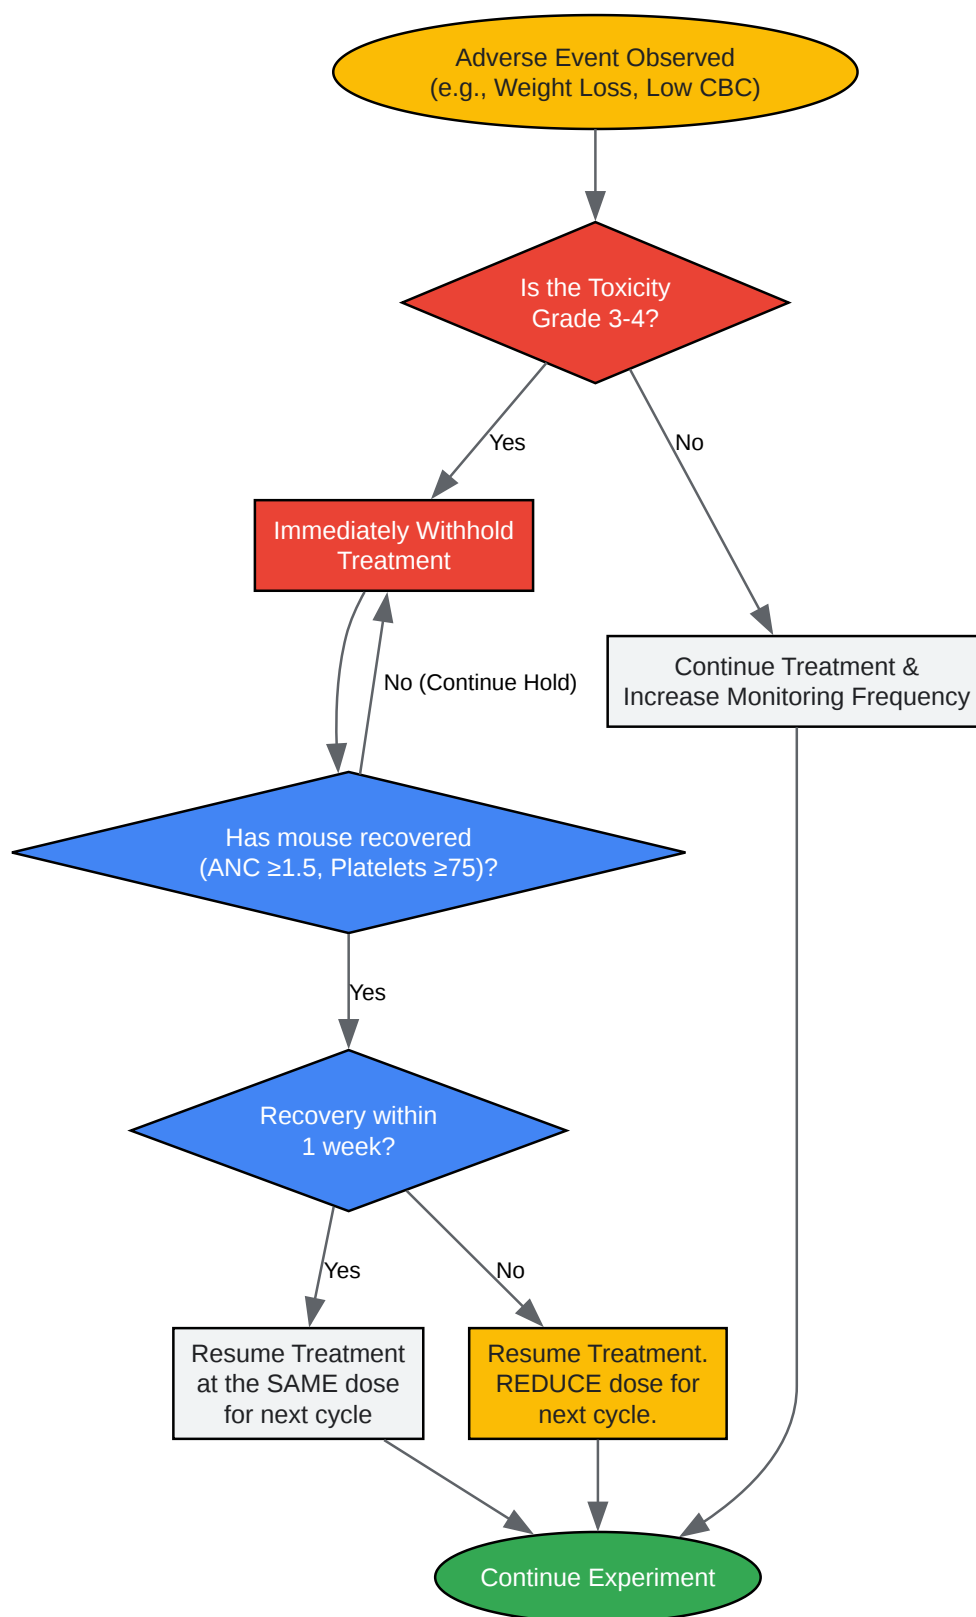 Adverse Event Observed
(e.g., Weight Loss, Low CBC)
Is the Toxicity
Grade 3-4?
Yes
No
Immediately Withhold
Treatment
Continue Treatment &
Increase Monitoring Frequency
No (Continue Hold)
Has mouse recovered
(ANC ≥1.5, Platelets ≥75)?
Yes
Recovery within
1 week?
Yes
No
Resume Treatment
at the SAME dose
for next cycle
Resume Treatment.
REDUCE dose for
next cycle.
Continue Experiment